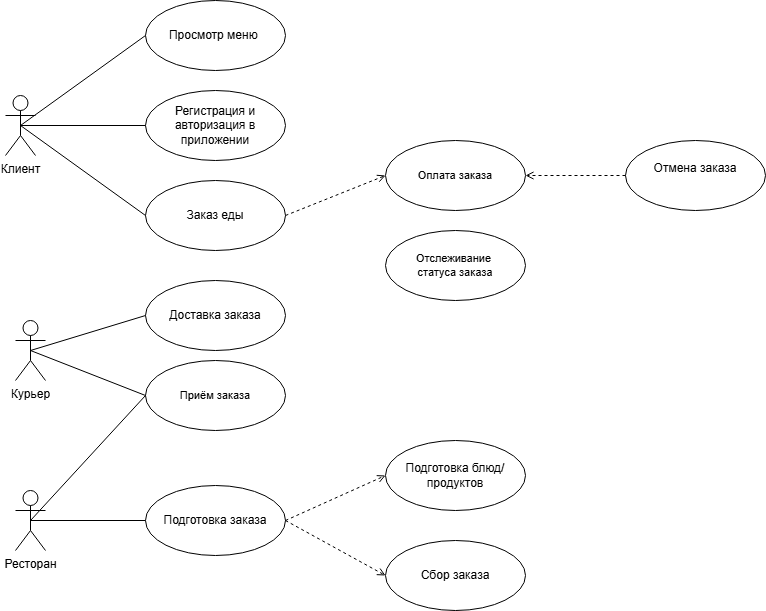 Просмотр меню
Регистрация и
авторизация в
приложении
Клиент
Заказ еды
Оплата заказа
Отмена заказа
Отслеживание
статуса заказа
Доставка заказа
Курьер
Приём заказа
Подготовка блюд/
продуктов
Подготовка заказа
Ресторан
Сбор заказа